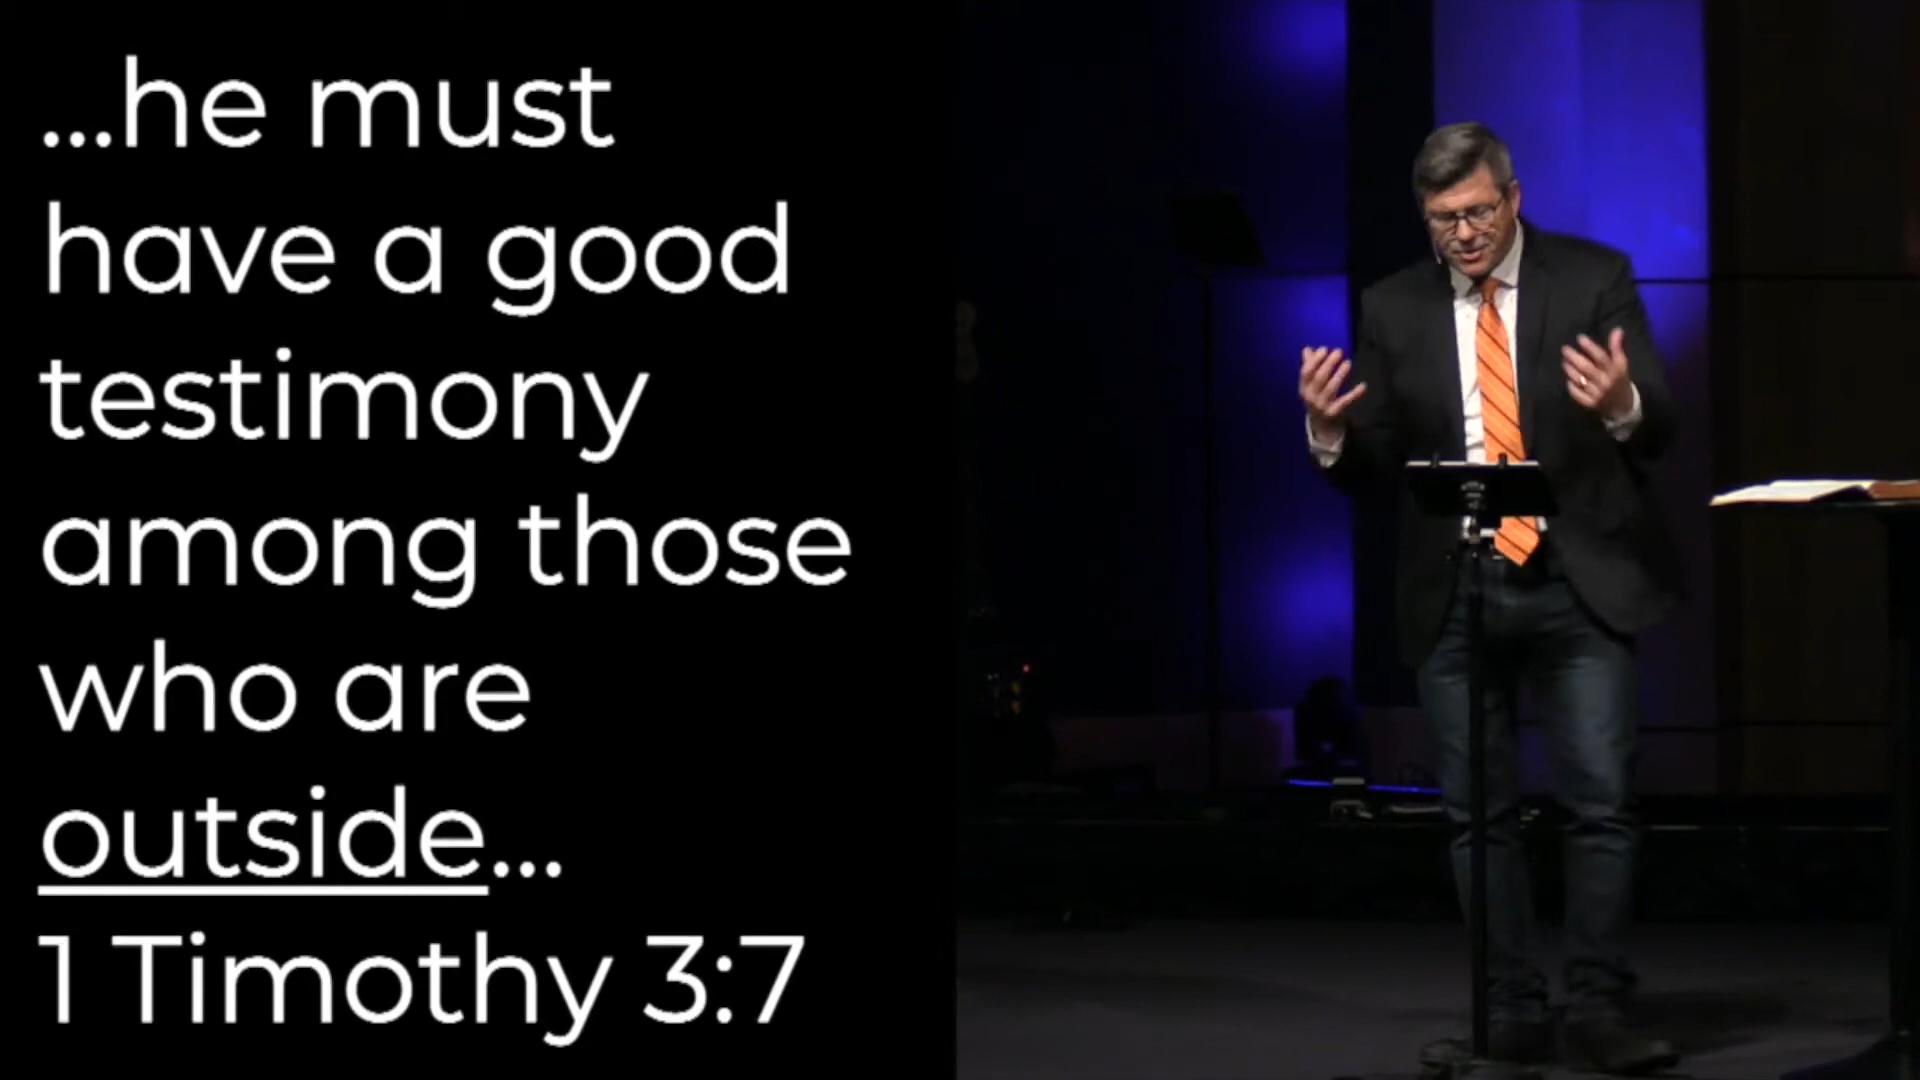 ...he must
have a good
testimony
among those
who are
outside...
1 Timothy 3:7